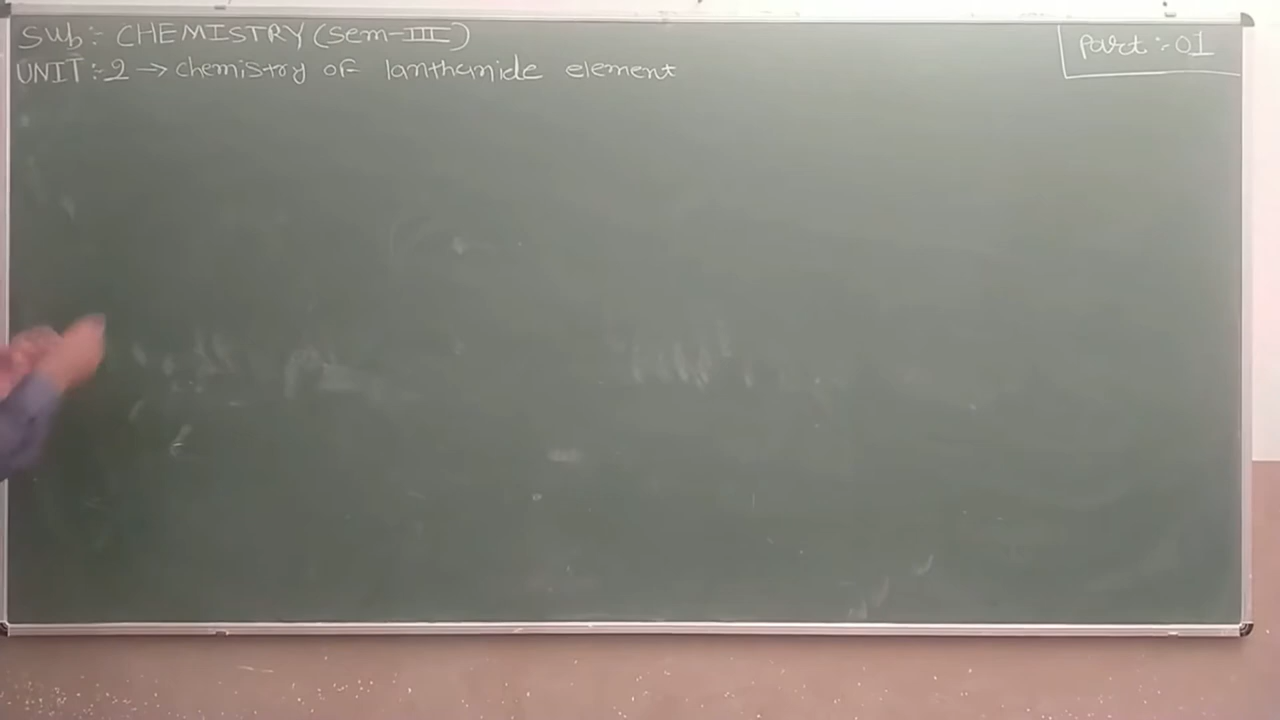 Sub:- CHEMISTRY (Sem-III)
Part :- 01
UNIT :- 2 → Chemistry of lanthanide element